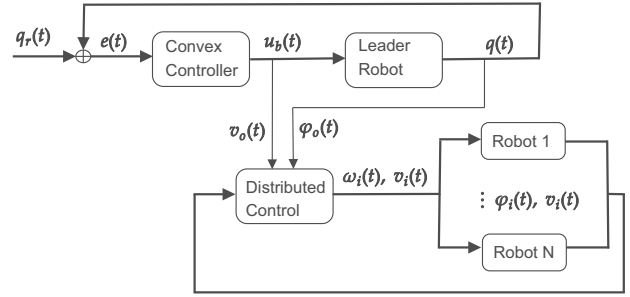 q_r(t)
e(t)
Convex
Controller
u_b(t)
Leader
Robot
q(t)
v_o(t)
φ_o(t)
Distributed
Control
ω_i(t), v_i(t)
Robot 1
⋮ φ_i(t), v_i(t)
Robot N